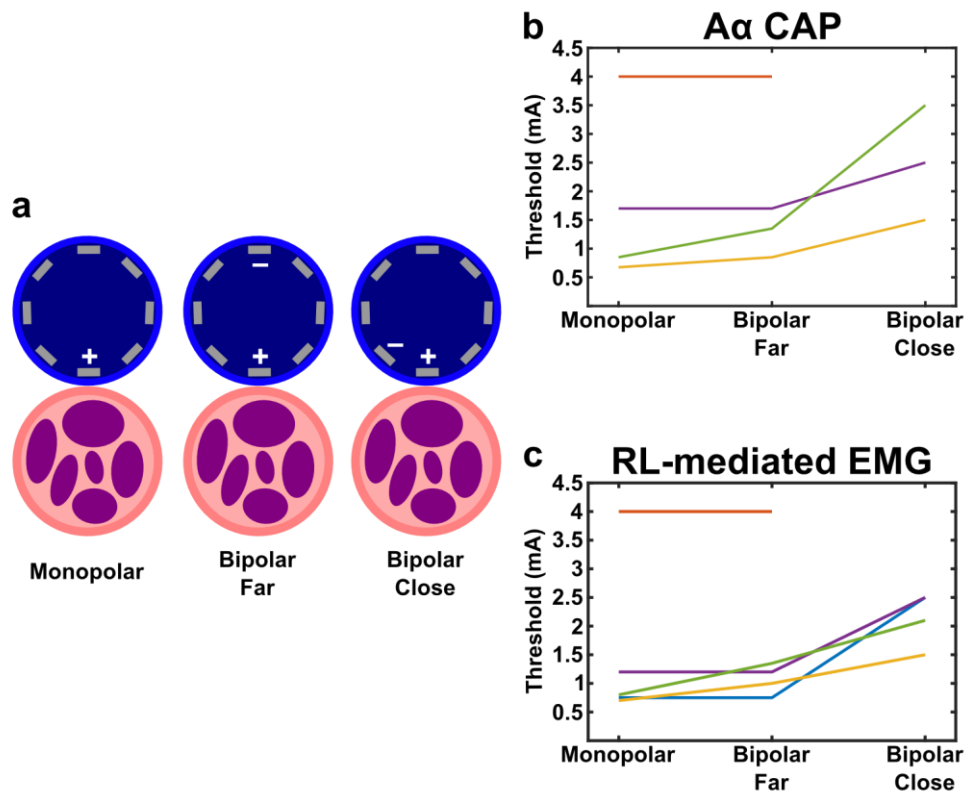 a
−
+
+
−
+
Monopolar
Bipolar
Far
Bipolar
Close
b
Aα CAP
Threshold (mA)
4.5
4
3.5
3
2.5
2
1.5
1
0.5
Monopolar
Bipolar
Far
Bipolar
Close
c
RL-mediated EMG
Threshold (mA)
4.5
4
3.5
3
2.5
2
1.5
1
0.5
Monopolar
Bipolar
Far
Bipolar
Close